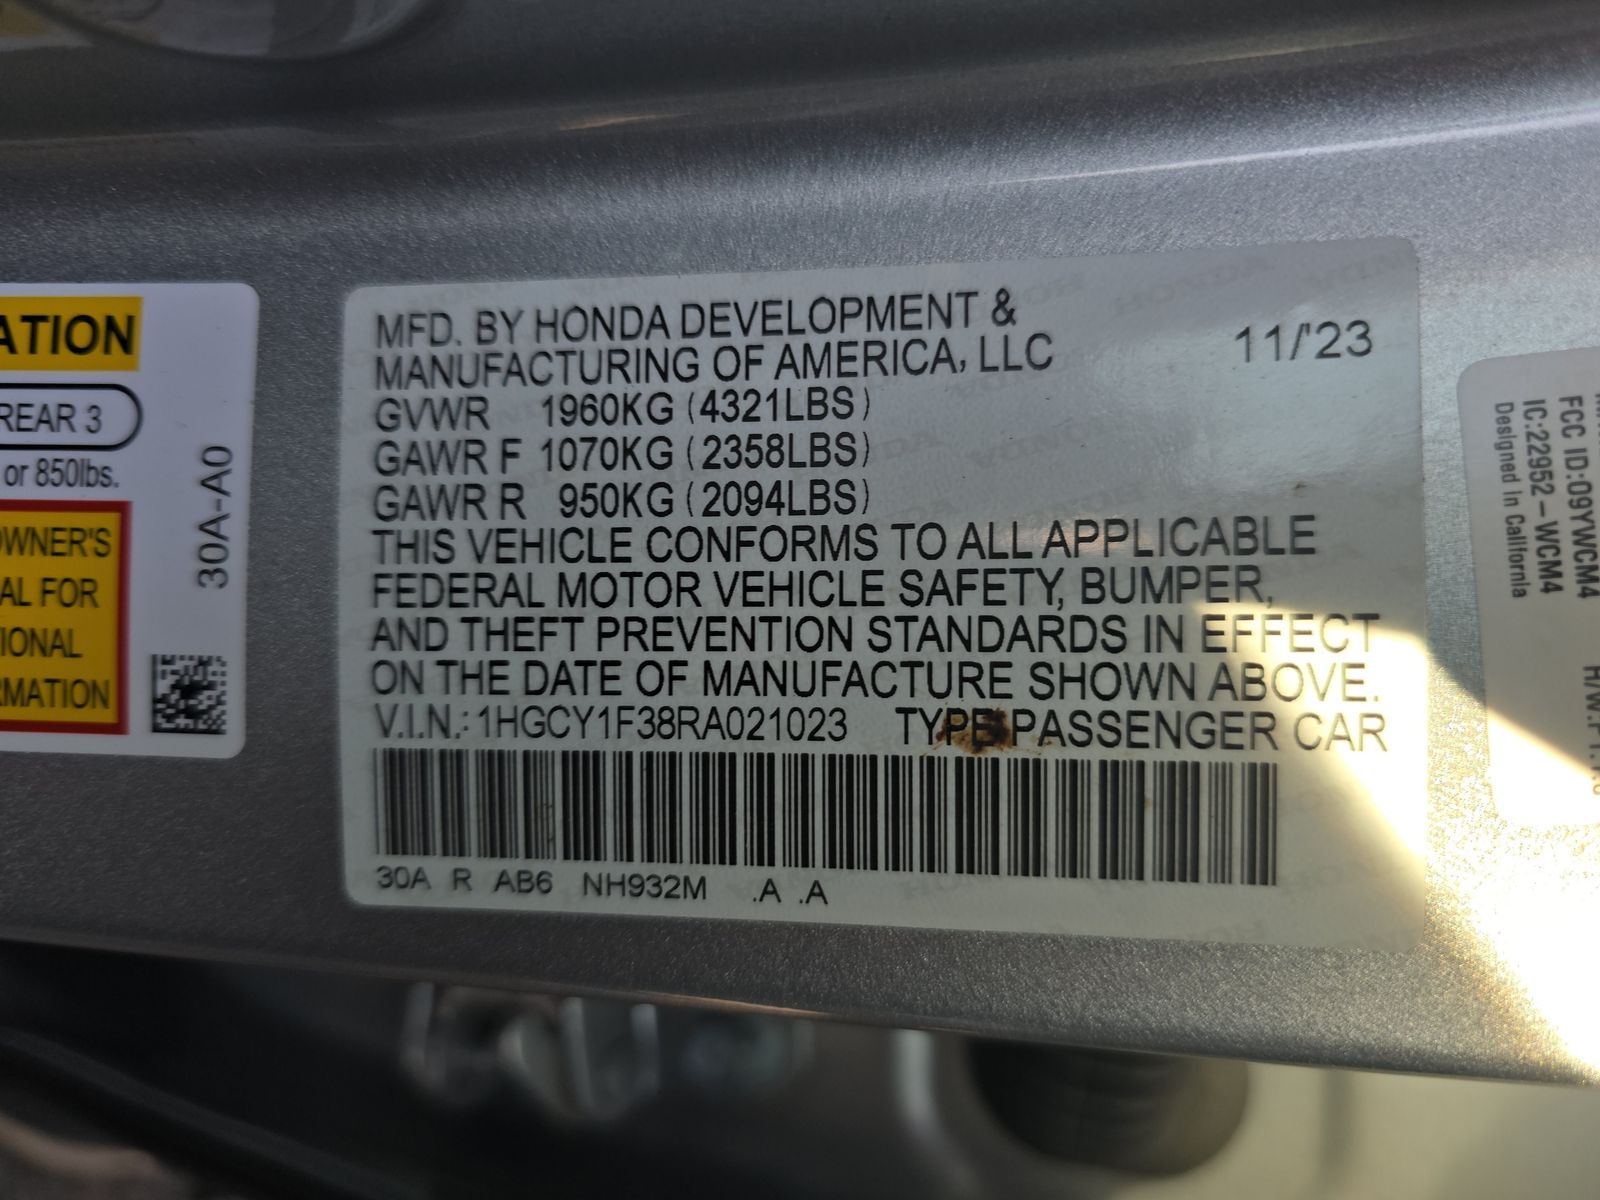 ATION
REAR 3
or 850lbs.
OWNER'S
AL FOR
IONAL
RMATION
30A-A0
MFD. BY HONDA DEVELOPMENT &
MANUFACTURING OF AMERICA, LLC
11/'23
GVWR 1960KG (4321LBS)
GAWR F 1070KG (2358LBS)
GAWR R 950KG (2094LBS)
THIS VEHICLE CONFORMS TO ALL APPLICABLE
FEDERAL MOTOR VEHICLE SAFETY, BUMPER,
AND THEFT PREVENTION STANDARDS IN EFFECT
ON THE DATE OF MANUFACTURE SHOWN ABOVE.
V.I.N.: 1HGCY1F38RA021023 TYPE PASSENGER CAR
30A R AB6 NH932M .A .A
FCC ID:O9YWCM4
IC:22952-WCM4
Designed in California